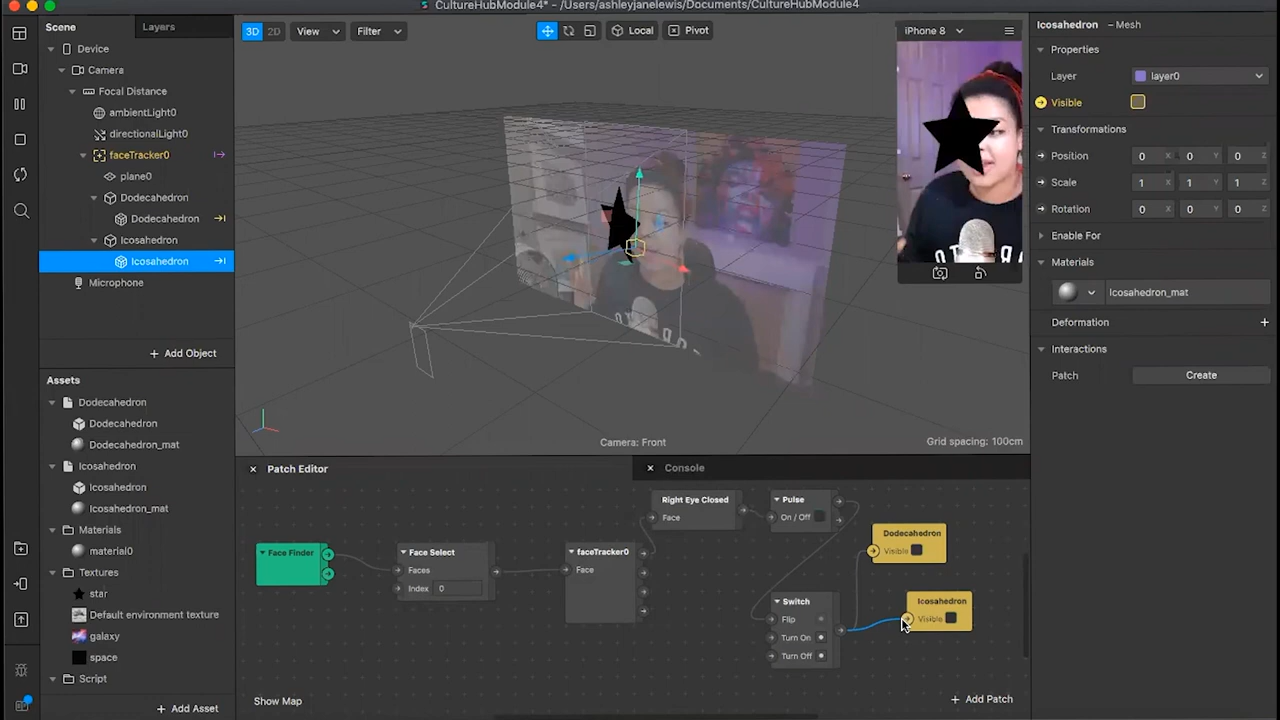 CultureHubModule4* - /Users/ashleyjanelewis/Documents/CultureHubModule4
Scene
Layers
Device
Camera
Focal Distance
ambientLight0
directionalLight0
faceTracker0
plane0
Dodecahedron
Dodecahedron
Icosahedron
Icosahedron
Microphone
+ Add Object
Assets
Dodecahedron
Dodecahedron
Dodecahedron_mat
Icosahedron
Icosahedron
Icosahedron_mat
Materials
material0
Textures
star
Default environment texture
galaxy
space
Script
+ Add Asset
3D 2D
View
Filter
Local
Pivot
iPhone 8
Camera: Front
Grid spacing: 100cm
Patch Editor
Console
Face Finder
Face Select
Faces
Index 0
faceTracker0
Face
Right Eye Closed
Face
Pulse
On / Off
Switch
Flip
Turn On
Turn Off
Dodecahedron
Visible
Icosahedron
Visible
Show Map
+ Add Patch
Icosahedron – Mesh
Properties
Layer layer0
Visible
Transformations
Position 0 X 0 Y 0 Z
Scale 1 X 1 Y 1 Z
Rotation 0 X 0 Y 0 Z
Enable For
Materials
Icosahedron_mat
Deformation +
Interactions
Patch Create